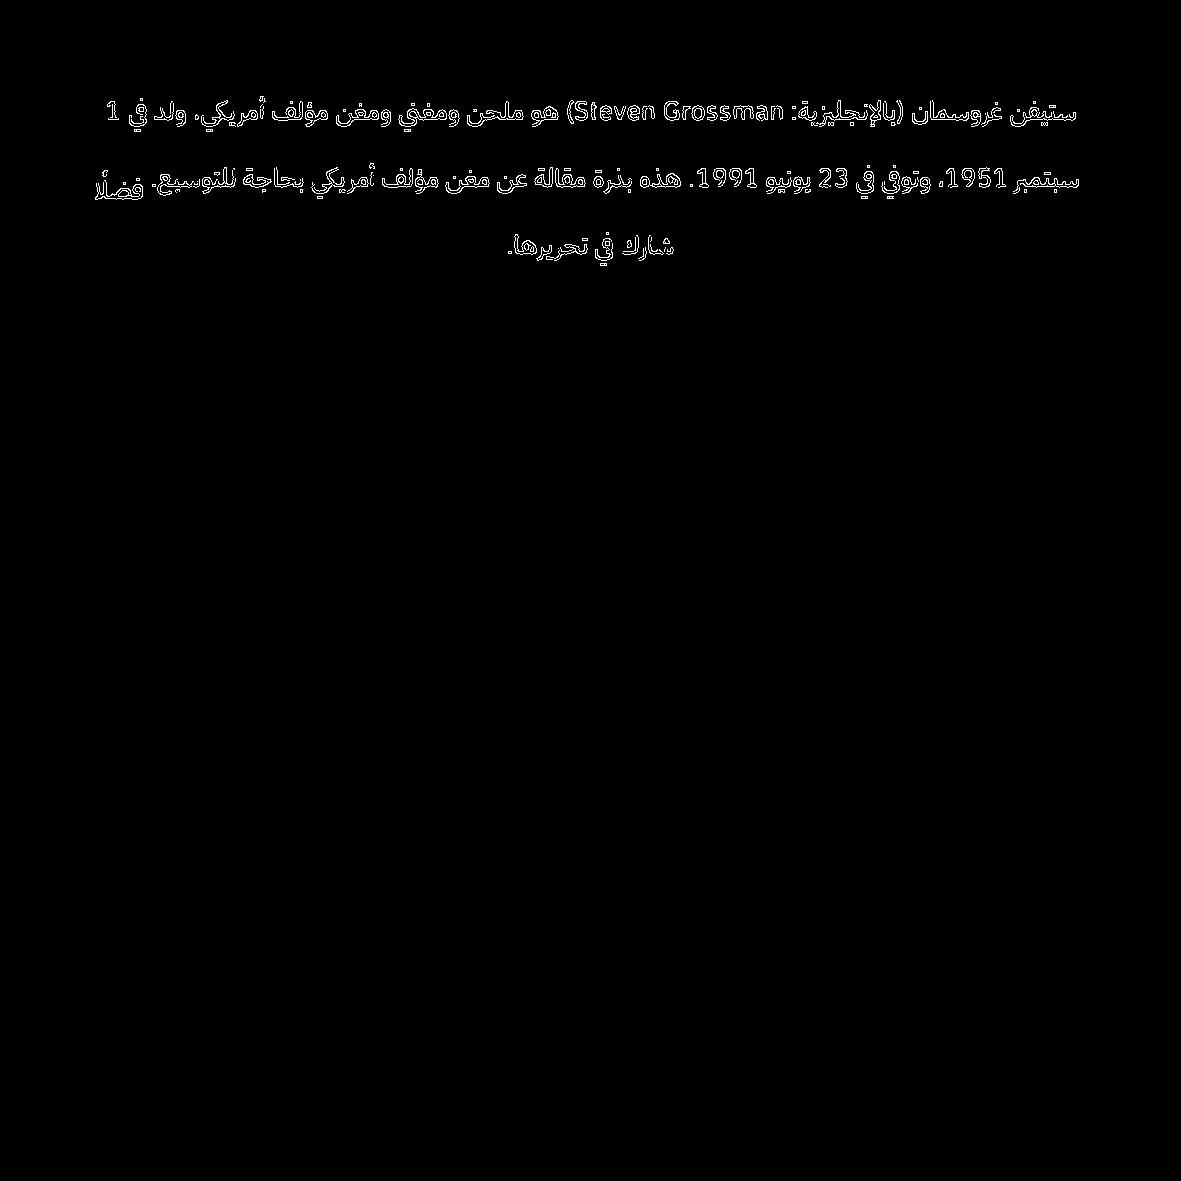 ستيفن غروسمان (بالإنجليزية: Steven Grossman) هو ملحن ومغني ومغن مؤلف أمريكي، ولد في 1
سبتمبر 1951، وتوفي في 23 يونيو 1991. هذه بذرة مقالة عن مغن مؤلف أمريكي بحاجة للتوسيع. فضلًا
شارك في تحريرها.